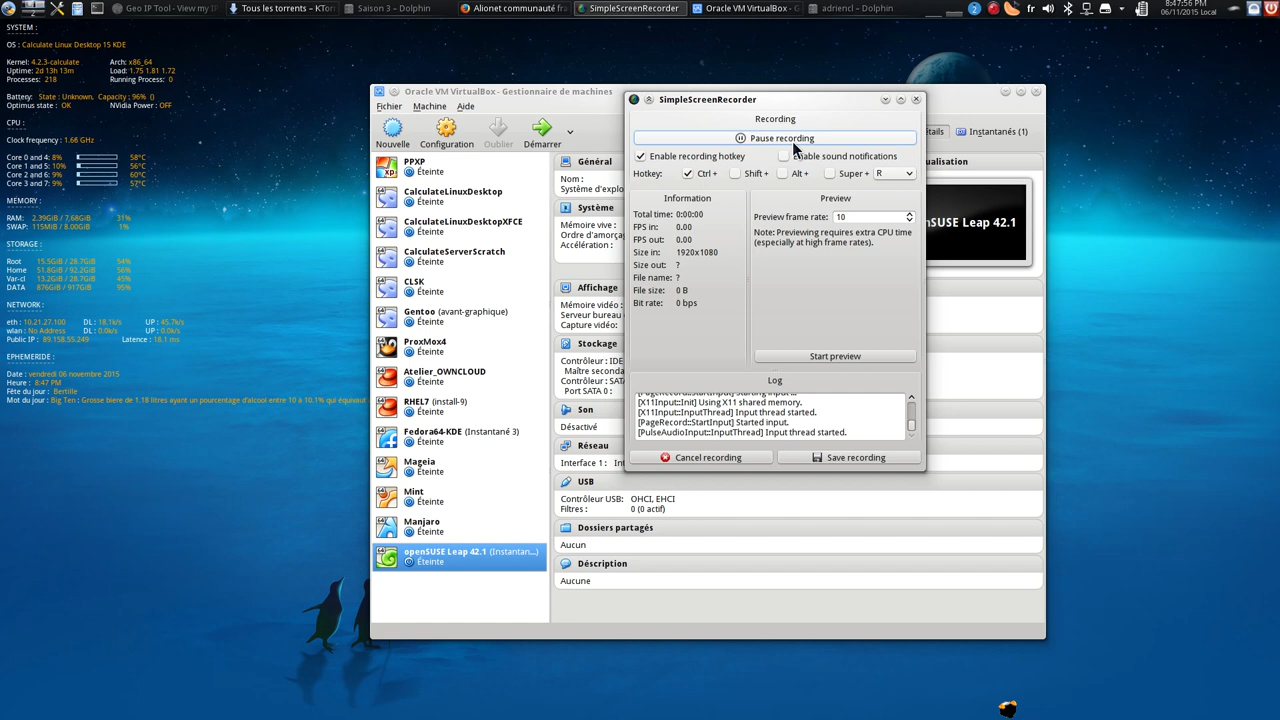 Geo IP Tool - View my I
Tous les torrents – KTor
Saison 3 – Dolphin
Alionet communauté fra
SimpleScreenRecorder
Oracle VM VirtualBox – G
adriencl – Dolphin
2
fr
8:47:56 PM
06/11/2015 Local
SYSTEM :
OS : Calculate Linux Desktop 15 KDE
Kernel: 4.2.3-calculate Arch: x86_64
Uptime: 2d 13h 13m Load: 1.75 1.81 1.72
Processes: 218 Running Process: 0
Battery: State : Unknown, Capacity : 96% ()
Optimus state : OK NVidia Power : OFF
CPU :
Clock frequency : 1.66 GHz
Core 0 and 4: 8% 58°C
Core 1 and 5: 10% 56°C
Core 2 and 6: 9% 60°C
Core 3 and 7: 9% 57°C
MEMORY :
RAM: 2.39GiB / 7.68GiB 31%
SWAP: 115MiB / 8.00GiB 1%
STORAGE :
Root 15.5GiB / 28.7GiB 54%
Home 51.8GiB / 92.2GiB 56%
Var-cl 13.2GiB / 28.7GiB 45%
DATA 876GiB / 917GiB 95%
NETWORK :
eth : 10.21.27.100 DL : 18.1k/s UP : 45.7k/s
wlan : No Address DL : 0.0k/s UP : 0.0k/s
Public IP : 89.158.55.249 Latence : 18.1 ms
EPHEMERIDE :
Date : vendredi 06 novembre 2015
Heure : 8:47 PM
Fête du jour : Bertille
Mot du jour : Big Ten : Grosse biere de 1.18 litres ayant un pourcentage d'alcool entre 10 à 10.1% qui équivaut
Oracle VM VirtualBox – Gestionnaire de machines
Fichier Machine Aide
Nouvelle Configuration Oublier Démarrer
étails
Instantanés (1)
PPXP
Éteinte
CalculateLinuxDesktop
Éteinte
CalculateLinuxDesktopXFCE
Éteinte
CalculateServerScratch
Éteinte
CLSK
Éteinte
Gentoo (avant-graphique)
Éteinte
ProxMox4
Éteinte
Atelier_OWNCLOUD
Éteinte
RHEL7 (install-9)
Éteinte
Fedora64-KDE (Instantané 3)
Éteinte
Mageia
Éteinte
Mint
Éteinte
Manjaro
Éteinte
openSUSE Leap 42.1 (Instantan...)
Éteinte
Général
Nom :
Système d'explo
Système
Mémoire vive :
Ordre d'amorçag
Accélération :
Affichage
Mémoire vidéo :
Serveur bureau
Capture vidéo:
Stockage
Contrôleur : IDE
Maître seconda
Contrôleur : SATA
Port SATA 0 :
Son
Désactivé
Réseau
Interface 1 : Int
USB
Contrôleur USB: OHCI, EHCI
Filtres : 0 (0 actif)
Dossiers partagés
Aucun
Déscription
Aucune
ualisation
enSUSE Leap 42.1
SimpleScreenRecorder
Recording
Pause recording
Enable recording hotkey
nable sound notifications
Hotkey: Ctrl + Shift + Alt + Super + R
Information
Total time: 0:00:00
FPS in: 0.00
FPS out: 0.00
Size in: 1920x1080
Size out: ?
File name: ?
File size: 0 B
Bit rate: 0 bps
Preview
Preview frame rate: 10
Note: Previewing requires extra CPU time
(especially at high frame rates).
Start preview
Log
[PageRecord::StartInput] Starting input ...
[X11Input::Init] Using X11 shared memory.
[X11Input::InputThread] Input thread started.
[PageRecord::StartInput] Started input.
[PulseAudioInput::InputThread] Input thread started.
Cancel recording
Save recording